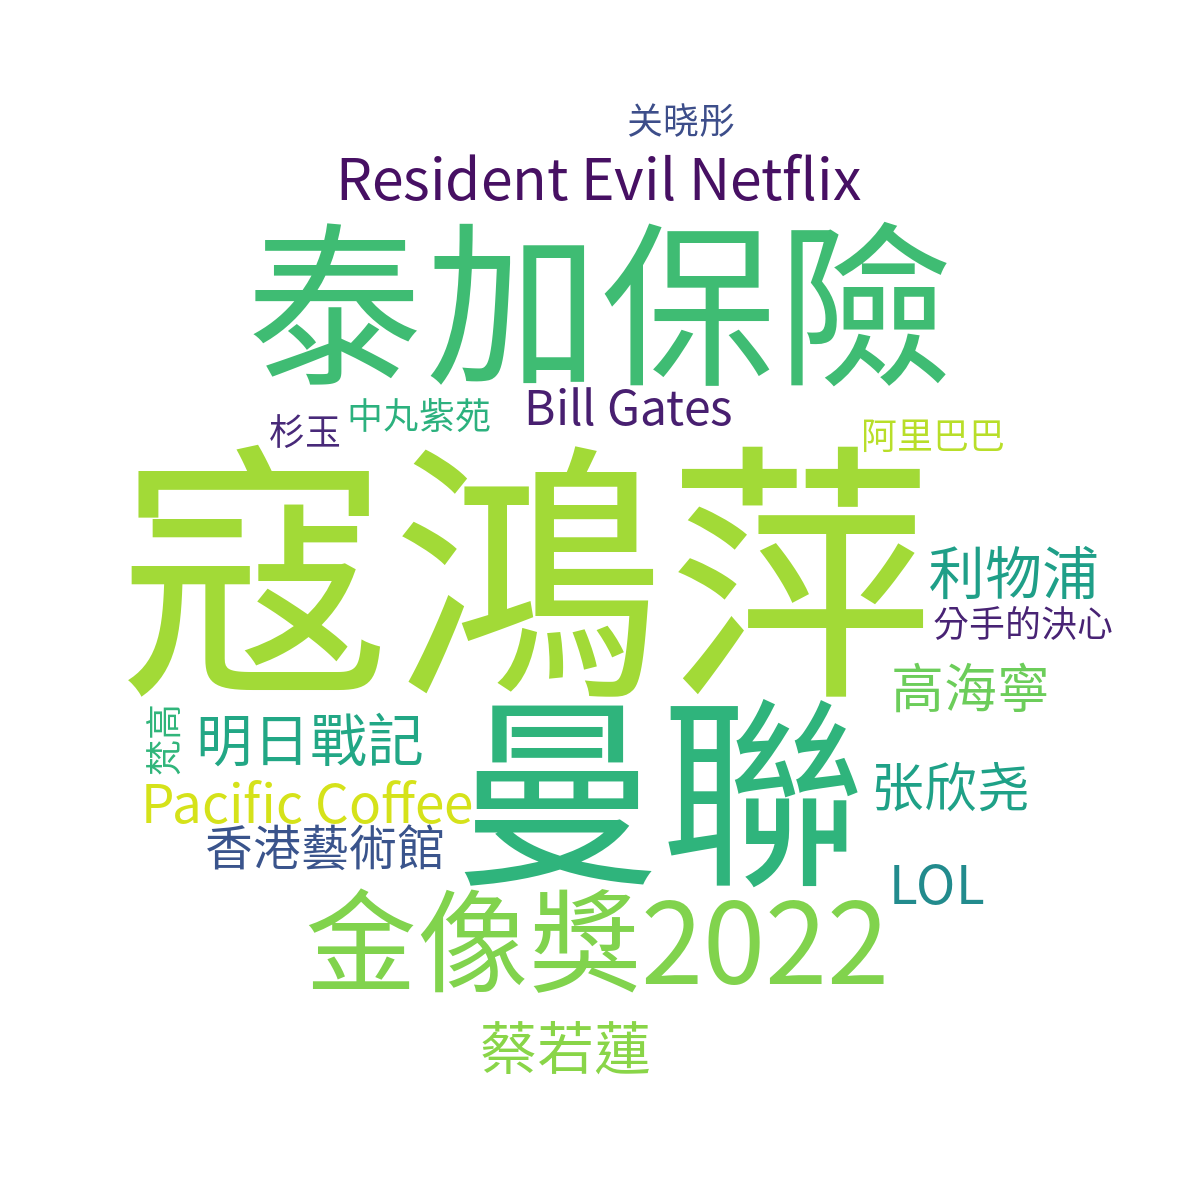 关晓彤
Resident Evil Netflix
泰加保險
Bill Gates
中丸紫苑
杉玉
阿里巴巴
寇鴻萍
利物浦
分手的決心
高海寧
梵高
明日戰記
曼聯
张欣尧
Pacific Coffee
香港藝術館
LOL
金像獎2022
蔡若蓮